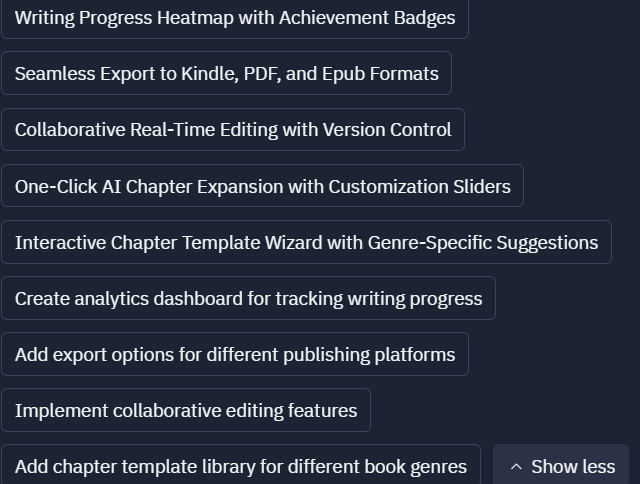 Writing Progress Heatmap with Achievement Badges
Seamless Export to Kindle, PDF, and Epub Formats
Collaborative Real-Time Editing with Version Control
One-Click AI Chapter Expansion with Customization Sliders
Interactive Chapter Template Wizard with Genre-Specific Suggestions
Create analytics dashboard for tracking writing progress
Add export options for different publishing platforms
Implement collaborative editing features
Add chapter template library for different book genres Show less